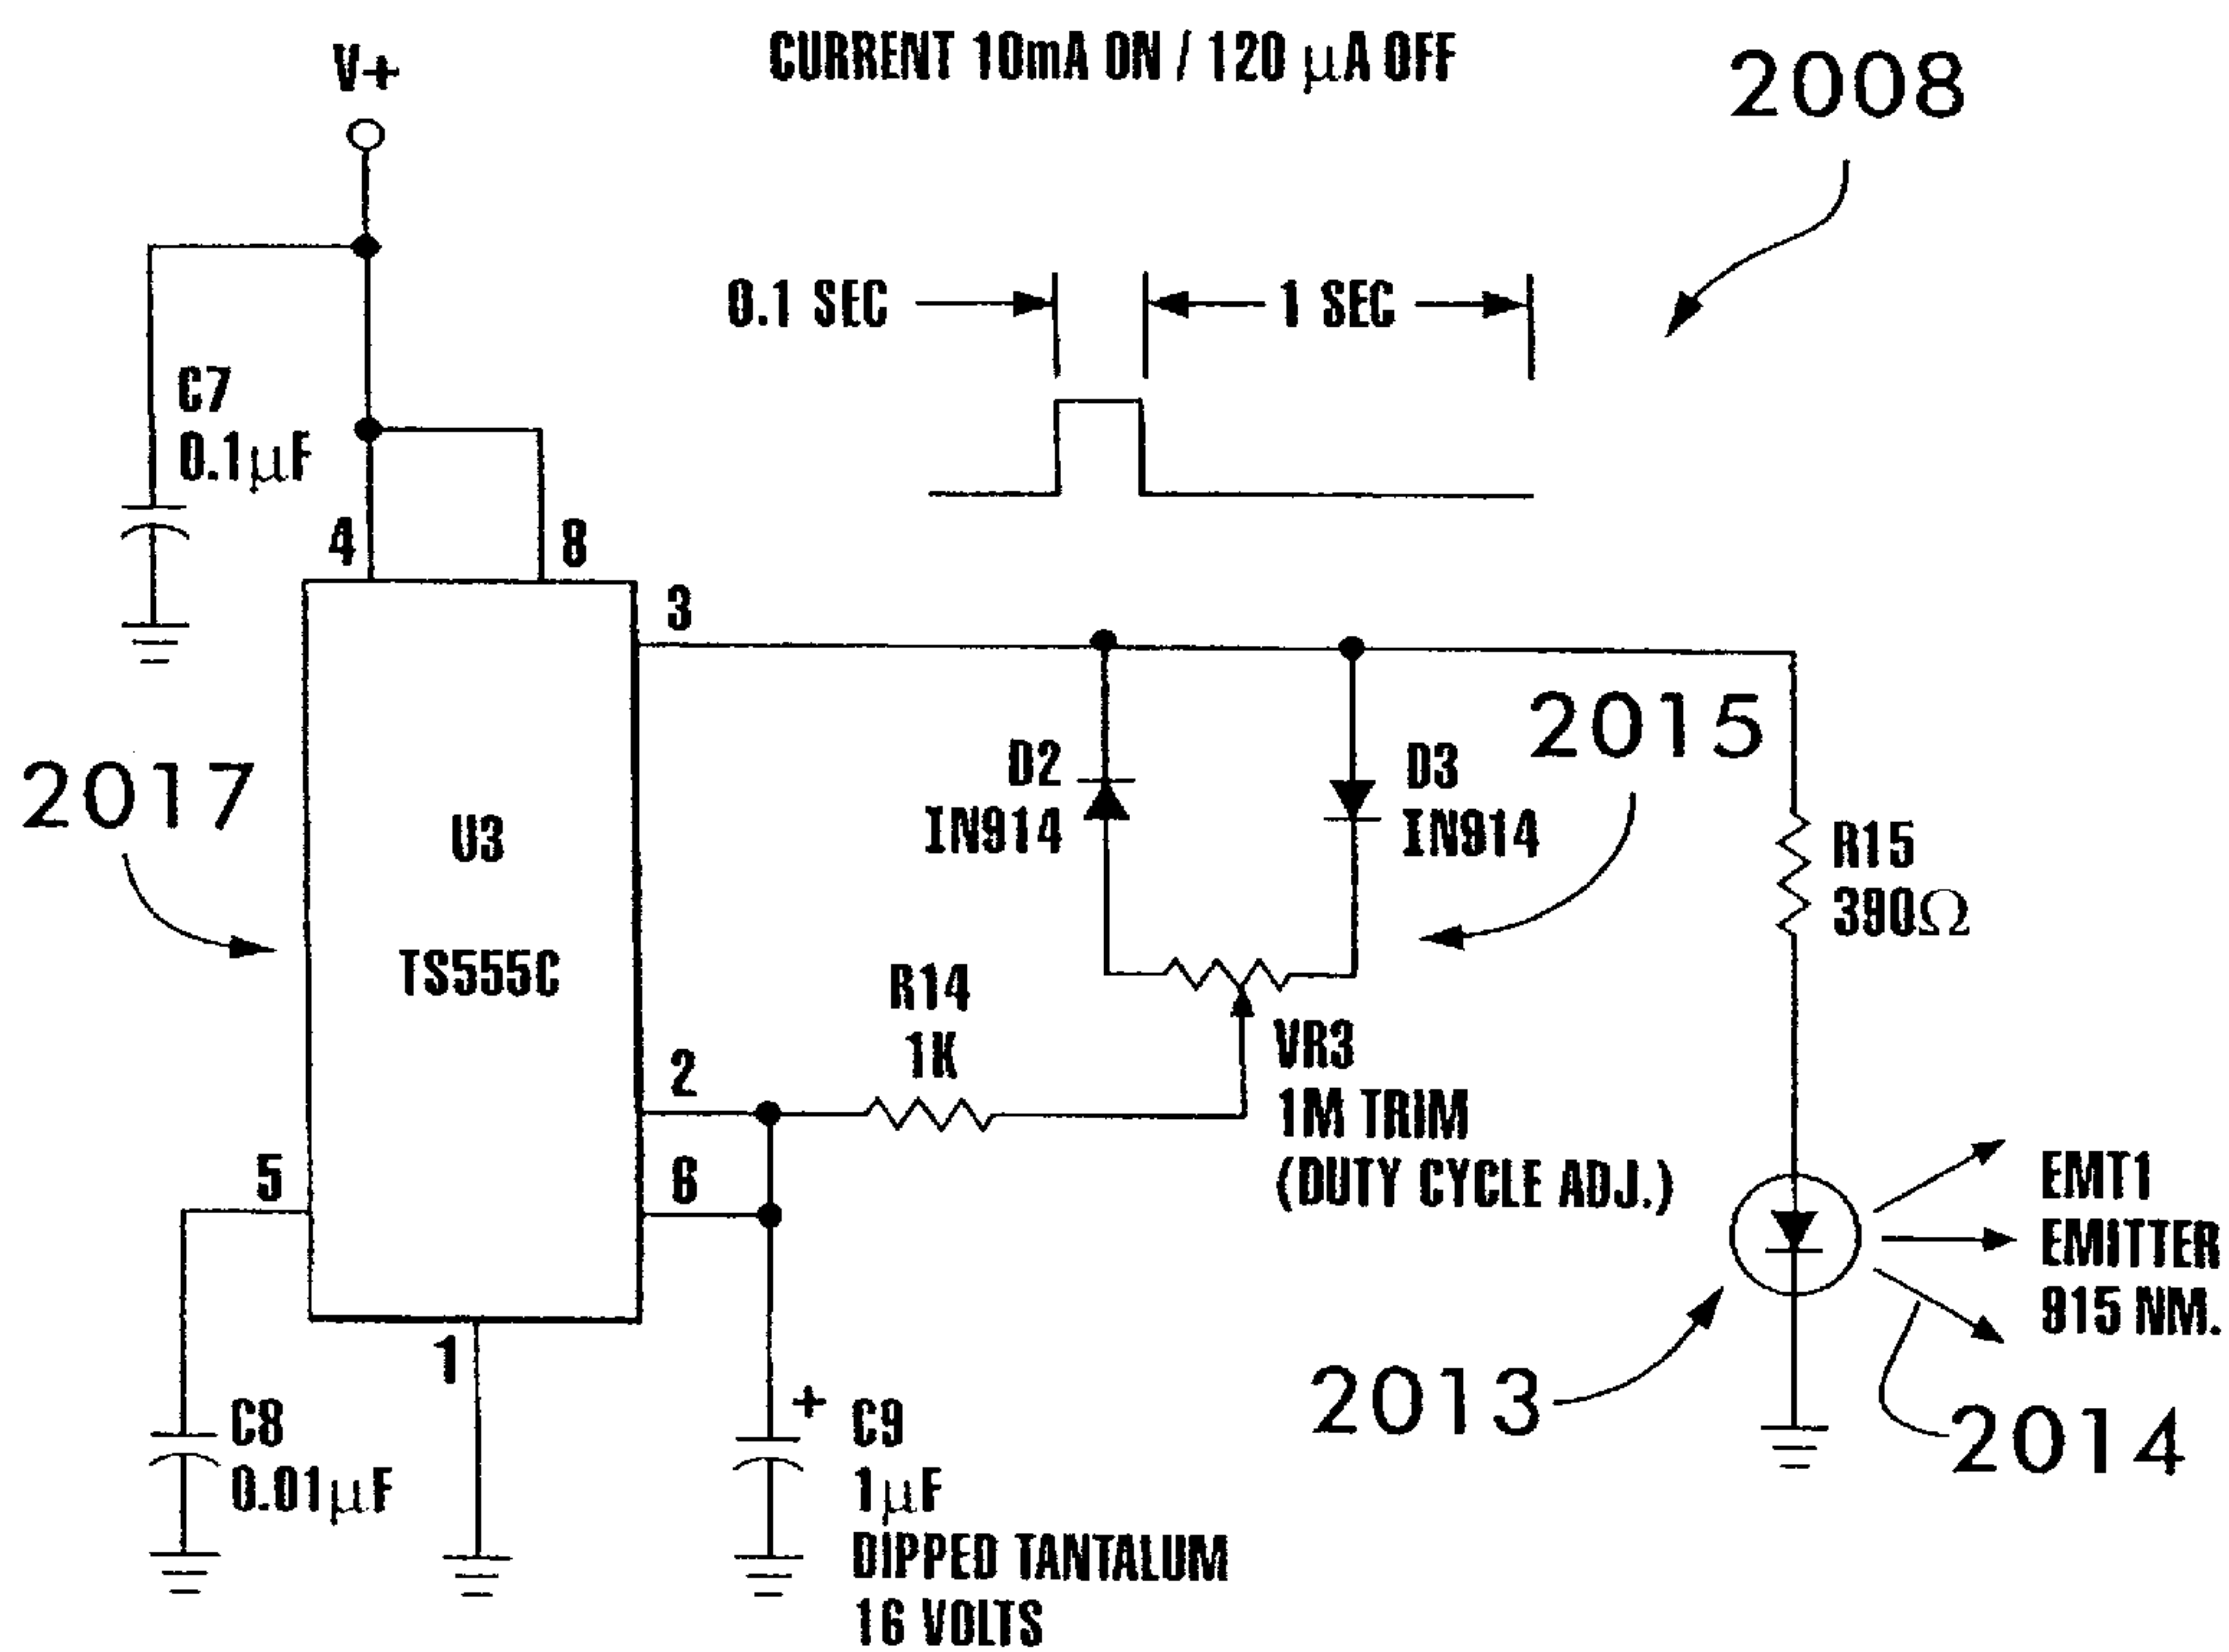 V+
CURRENT 10mA ON / 120 μA OFF
2008
0.1 SEC
1 SEC
C7
0.1μF
4
8
3
2017
U3
TS555C
D2
IN914
D3
IN914
2015
R15
390Ω
R14
1K
2
VR3
1M TRIM
(DUTY CYCLE ADJ.)
6
5
1
EMT1
EMITTER
915 NM.
2013
2014
C8
0.01μF
+
C9
1μF
DIPPED TANTALUM
16 VOLTS